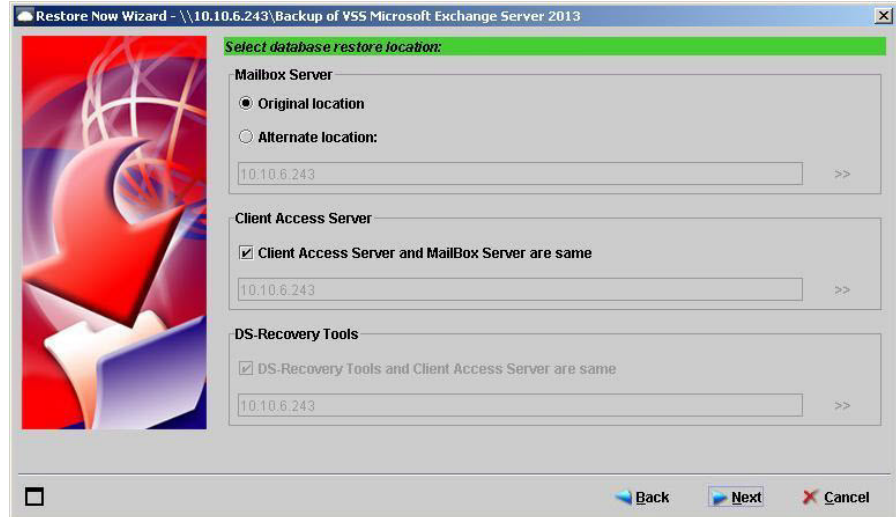 Restore Now Wizard - \\10.10.6.243\Backup of VSS Microsoft Exchange Server 2013
Select database restore location:
Mailbox Server
Original location
Alternate location:
10.10.6.243 >>
Client Access Server
Client Access Server and MailBox Server are same
10.10.6.243 >>
DS-Recovery Tools
DS-Recovery Tools and Client Access Server are same
10.10.6.243 >>
Back Next Cancel